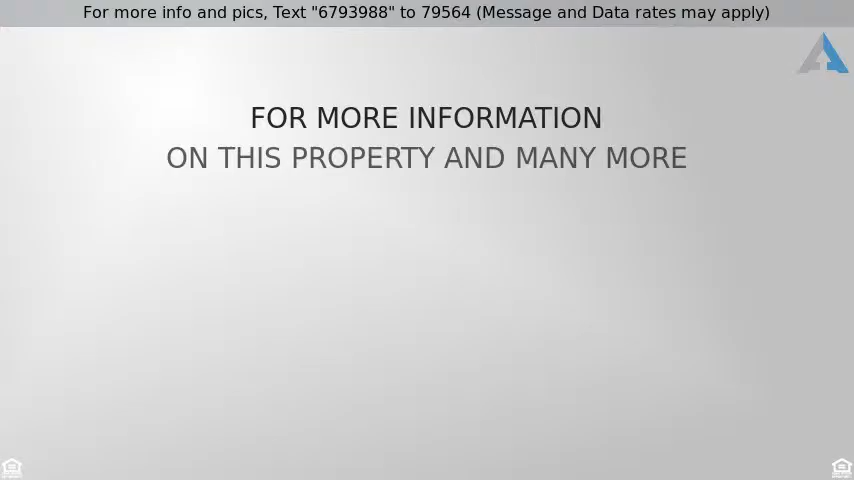 For more info and pics, Text "6793988" to 79564 (Message and Data rates may apply)
FOR MORE INFORMATION
ON THIS PROPERTY AND MANY MORE